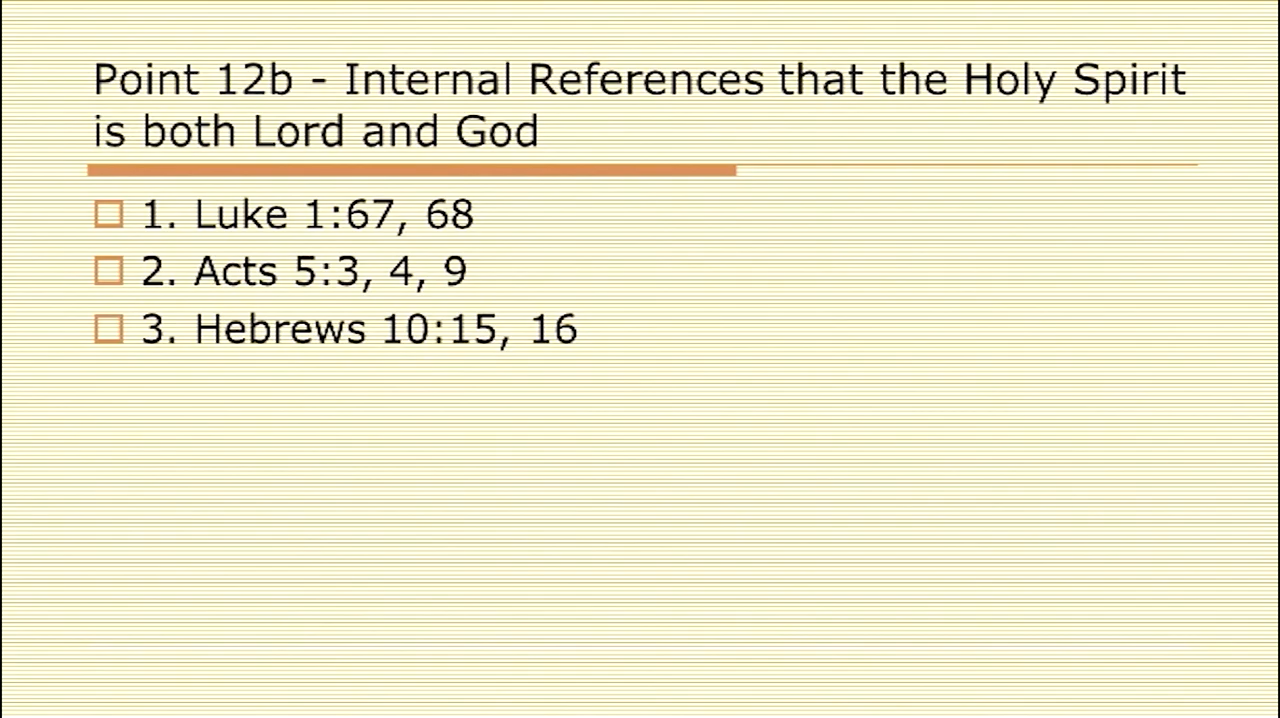 Point 12b - Internal References that the Holy Spirit
is both Lord and God
1. Luke 1:67, 68
2. Acts 5:3, 4, 9
3. Hebrews 10:15, 16